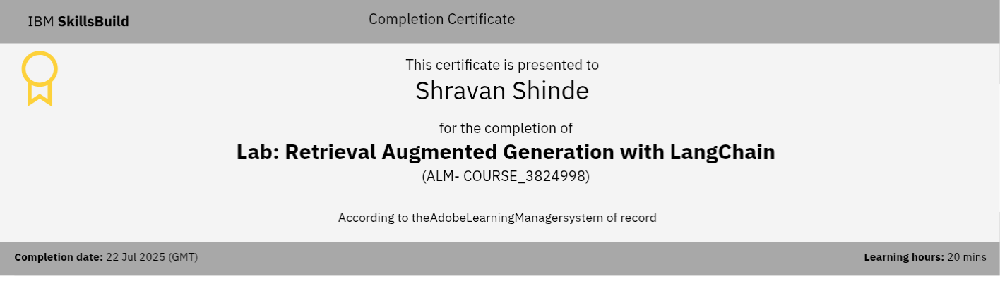 IBM SkillsBuild
Completion Certificate
This certificate is presented to
Shravan Shinde
for the completion of
Lab: Retrieval Augmented Generation with LangChain
(ALM- COURSE_3824998)
According to theAdobeLearningManagersystem of record
Completion date: 22 Jul 2025 (GMT)
Learning hours: 20 mins